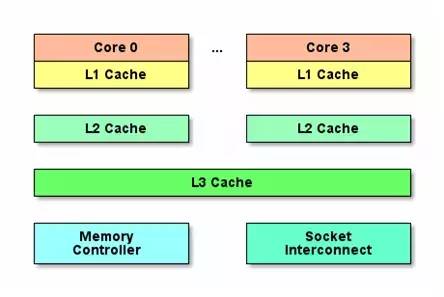 Core 0 ... Core 3
L1 Cache L1 Cache
L2 Cache L2 Cache
L3 Cache
Memory Socket
Controller Interconnect